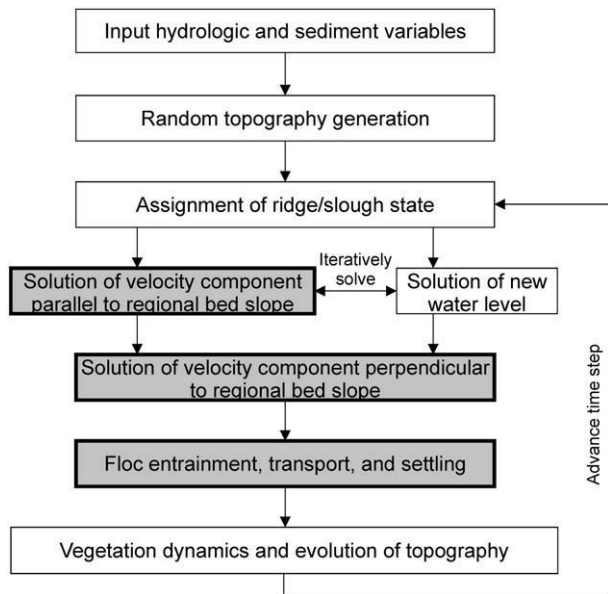 Input hydrologic and sediment variables
Random topography generation
Assignment of ridge/slough state
Iteratively
solve
Solution of velocity component
parallel to regional bed slope
Solution of new
water level
Solution of velocity component perpendicular
to regional bed slope
Floc entrainment, transport, and settling
Vegetation dynamics and evolution of topography
Advance time step